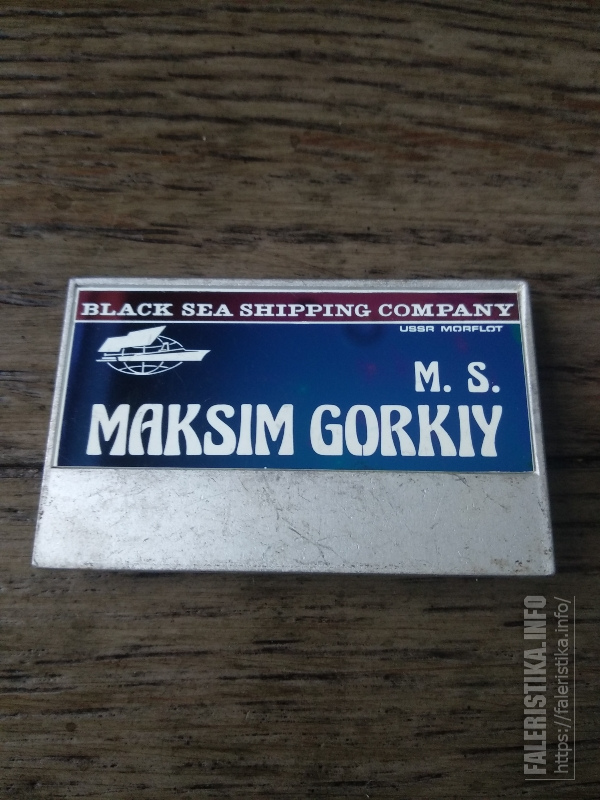 BLACK SEA SHIPPING COMPANY
USSR MORFLOT
M. S.
MAKSIM GORKIY
FALERISTIKA.INFO
https://faleristika.info/